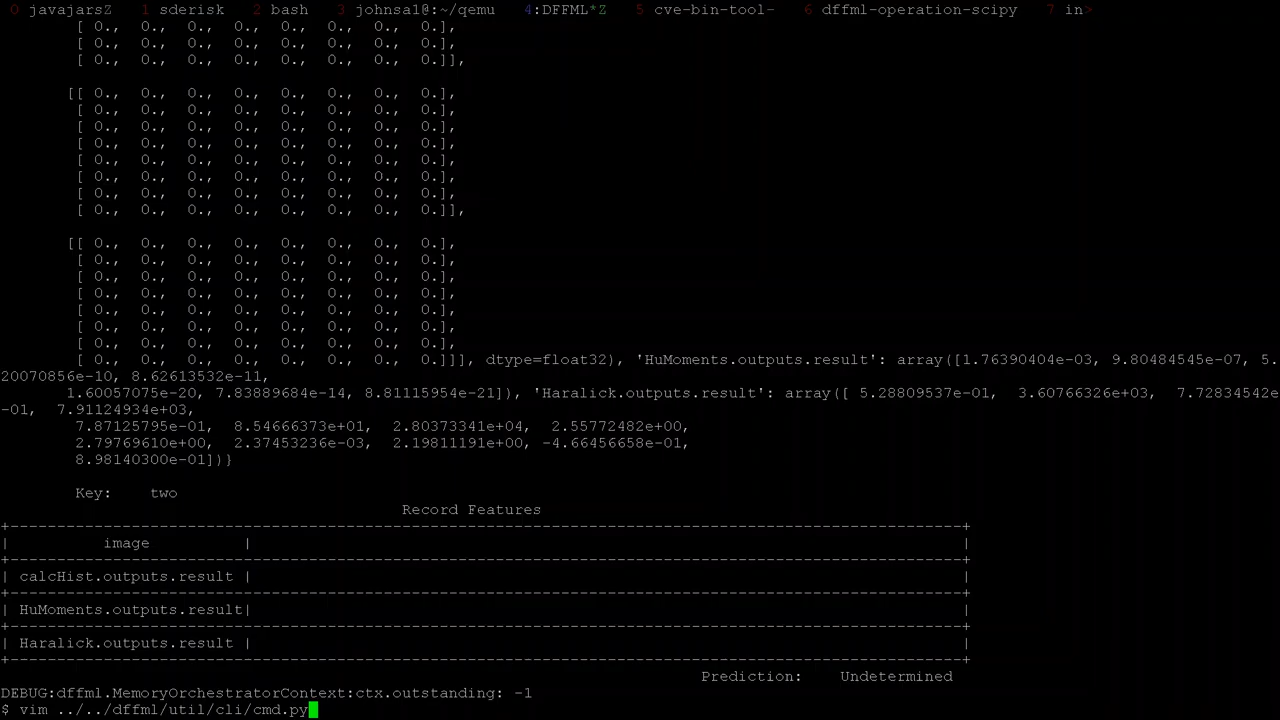 0 javajarsZ 1 sderisk 2 bash 3 johnsa1@:~/qemu 4:DFFML*Z 5 cve-bin-tool- 6 dffml-operation-scipy 7 in>
[ 0., 0., 0., 0., 0., 0., 0., 0.],
[ 0., 0., 0., 0., 0., 0., 0., 0.],
[ 0., 0., 0., 0., 0., 0., 0., 0.]],
[[ 0., 0., 0., 0., 0., 0., 0., 0.],
[ 0., 0., 0., 0., 0., 0., 0., 0.],
[ 0., 0., 0., 0., 0., 0., 0., 0.],
[ 0., 0., 0., 0., 0., 0., 0., 0.],
[ 0., 0., 0., 0., 0., 0., 0., 0.],
[ 0., 0., 0., 0., 0., 0., 0., 0.],
[ 0., 0., 0., 0., 0., 0., 0., 0.],
[ 0., 0., 0., 0., 0., 0., 0., 0.]],
[[ 0., 0., 0., 0., 0., 0., 0., 0.],
[ 0., 0., 0., 0., 0., 0., 0., 0.],
[ 0., 0., 0., 0., 0., 0., 0., 0.],
[ 0., 0., 0., 0., 0., 0., 0., 0.],
[ 0., 0., 0., 0., 0., 0., 0., 0.],
[ 0., 0., 0., 0., 0., 0., 0., 0.],
[ 0., 0., 0., 0., 0., 0., 0., 0.],
[ 0., 0., 0., 0., 0., 0., 0., 0.]]], dtype=float32), 'HuMoments.outputs.result': array([1.76390404e-03, 9.80484545e-07, 5.
20070856e-10, 8.62613532e-11,
1.60057075e-20, 7.83889684e-14, 8.81115954e-21]), 'Haralick.outputs.result': array([ 5.28809537e-01, 3.60766326e+03, 7.72834542e
-01, 7.91124934e+03,
7.87125795e-01, 8.54666373e+01, 2.80373341e+04, 2.55772482e+00,
2.79769610e+00, 2.37453236e-03, 2.19811191e+00, -4.66456658e-01,
8.98140300e-01])}
Key: two
Record Features
+----------------------------------------------------------------------+
| image | |
+----------------------------------------------------------------------+
| calcHist.outputs.result | |
+----------------------------------------------------------------------+
| HuMoments.outputs.result| |
+----------------------------------------------------------------------+
| Haralick.outputs.result | |
+----------------------------------------------------------------------+
Prediction: Undetermined
DEBUG:dffml.MemoryOrchestratorContext:ctx.outstanding: -1
$ vim ../../dffml/util/cli/cmd.py